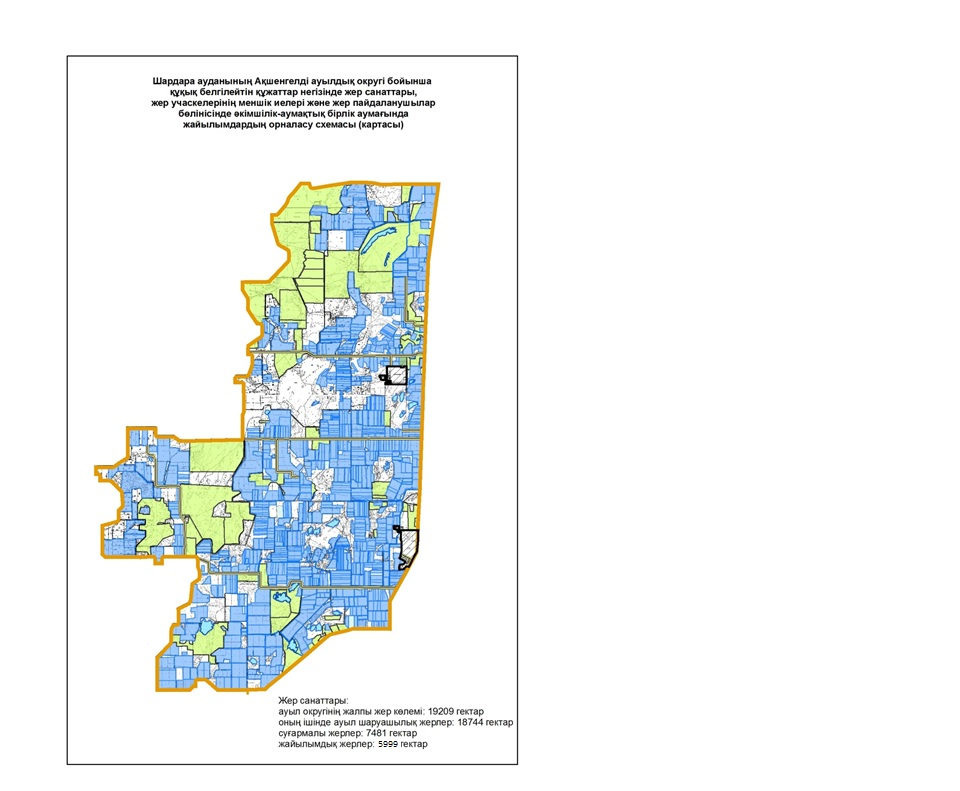 Шардара ауданының Ақшенгелді ауылдық округі бойынша
құқық белгілейтін құжаттар негізінде жер санаттары,
жер учаскелерінің меншік иелері және жер пайдаланушылар
бөлінісінде әкімшілік-аумақтық бірлік аумағында
жайылымдардың орналасу схемасы (картасы)
Жер санаттары:
ауыл округінің жалпы жер көлемі: 19209 гектар
оның ішінде ауыл шаруашылық жерлер: 18744 гектар
суғармалы жерлер: 7481 гектар
жайылымдық жерлер: 5999 гектар